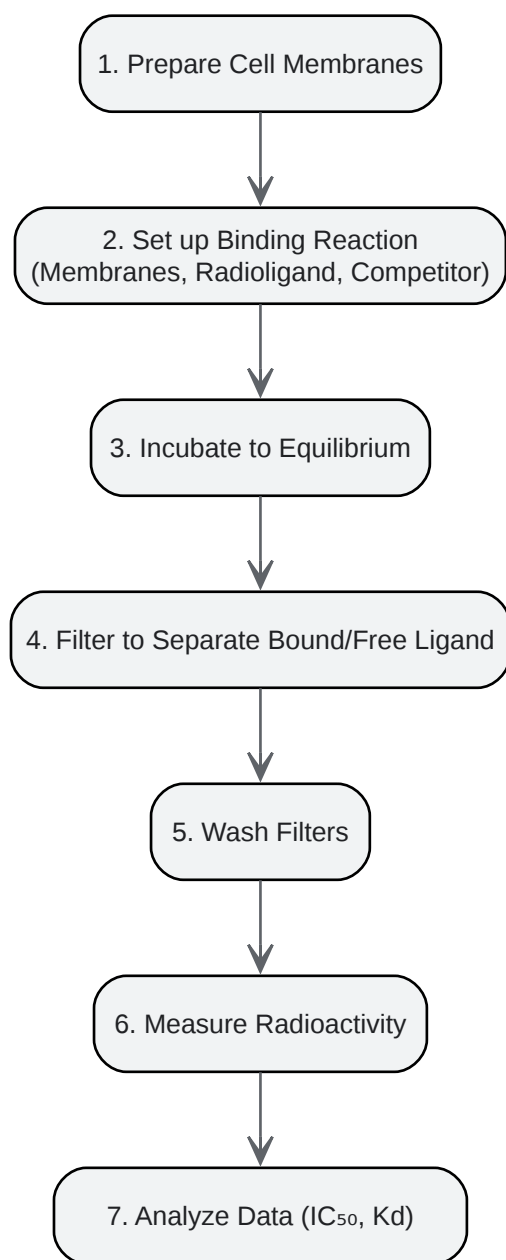 1. Prepare Cell Membranes
2. Set up Binding Reaction
(Membranes, Radioligand, Competitor)
3. Incubate to Equilibrium
4. Filter to Separate Bound/Free Ligand
5. Wash Filters
6. Measure Radioactivity
7. Analyze Data (IC₅₀, Kd)